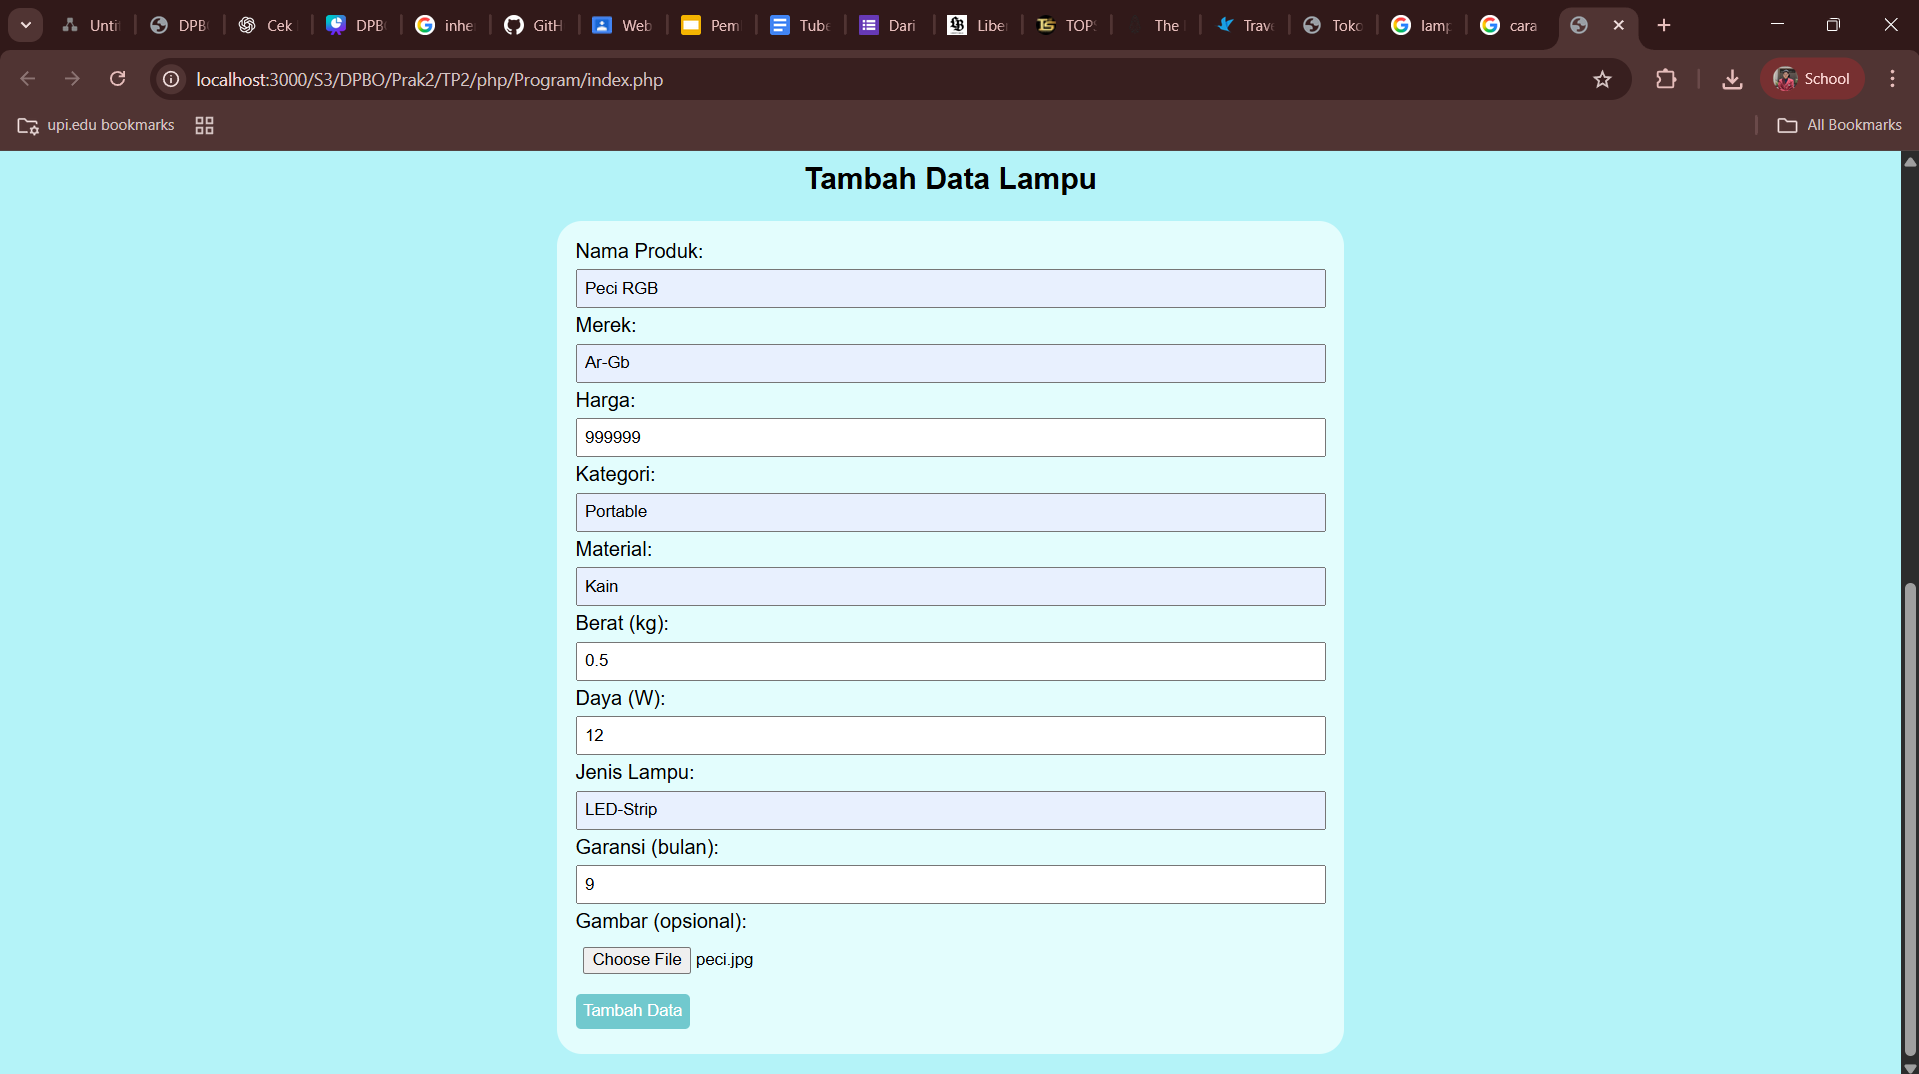 Unti
DPB
Cek
DPB
inhe
GitH
Web
Pem
Tube
Dari
Libe
TOPS
The
Trave
Toko
lamp
cara
localhost:3000/S3/DPBO/Prak2/TP2/php/Program/index.php
School
upi.edu bookmarks
All Bookmarks
Tambah Data Lampu
Nama Produk:
Peci RGB
Merek:
Ar-Gb
Harga:
999999
Kategori:
Portable
Material:
Kain
Berat (kg):
0.5
Daya (W):
12
Jenis Lampu:
LED-Strip
Garansi (bulan):
9
Gambar (opsional):
Choose File peci.jpg
Tambah Data